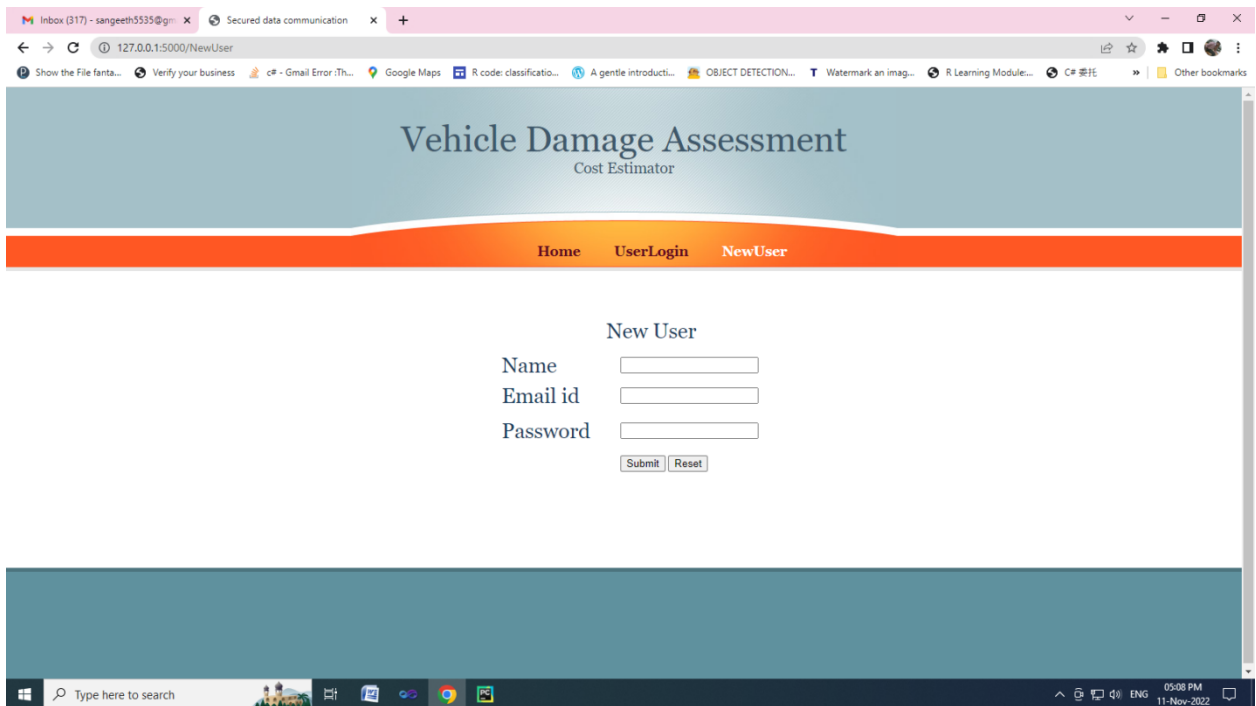 Inbox (317) - sangeeth5535@gm
Secured data communication
127.0.0.1:5000/NewUser
Show the File fanta... Verify your business c# - Gmail Error :Th... Google Maps R code: classificatio... A gentle introducti... OBJECT DETECTION... T Watermark an imag... R Learning Module:... C# 委托 » Other bookmarks
Vehicle Damage Assessment
Cost Estimator
Home UserLogin NewUser
New User
Name
Email id
Password
Submit Reset
Type here to search
PC
ENG
05:08 PM
11-Nov-2022